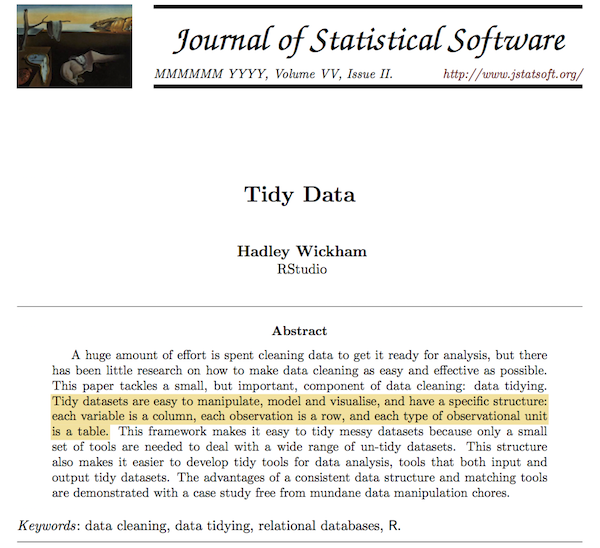 Journal of Statistical Software
MMMMMM YYYY, Volume VV, Issue II.
http://www.jstatsoft.org/
Tidy Data
Hadley Wickham
RStudio
Abstract
A huge amount of effort is spent cleaning data to get it ready for analysis, but there
has been little research on how to make data cleaning as easy and effective as possible.
This paper tackles a small, but important, component of data cleaning: data tidying.
Tidy datasets are easy to manipulate, model and visualise, and have a specific structure:
each variable is a column, each observation is a row, and each type of observational unit
is a table. This framework makes it easy to tidy messy datasets because only a small
set of tools are needed to deal with a wide range of un-tidy datasets. This structure
also makes it easier to develop tidy tools for data analysis, tools that both input and
output tidy datasets. The advantages of a consistent data structure and matching tools
are demonstrated with a case study free from mundane data manipulation chores.
Keywords: data cleaning, data tidying, relational databases, R.